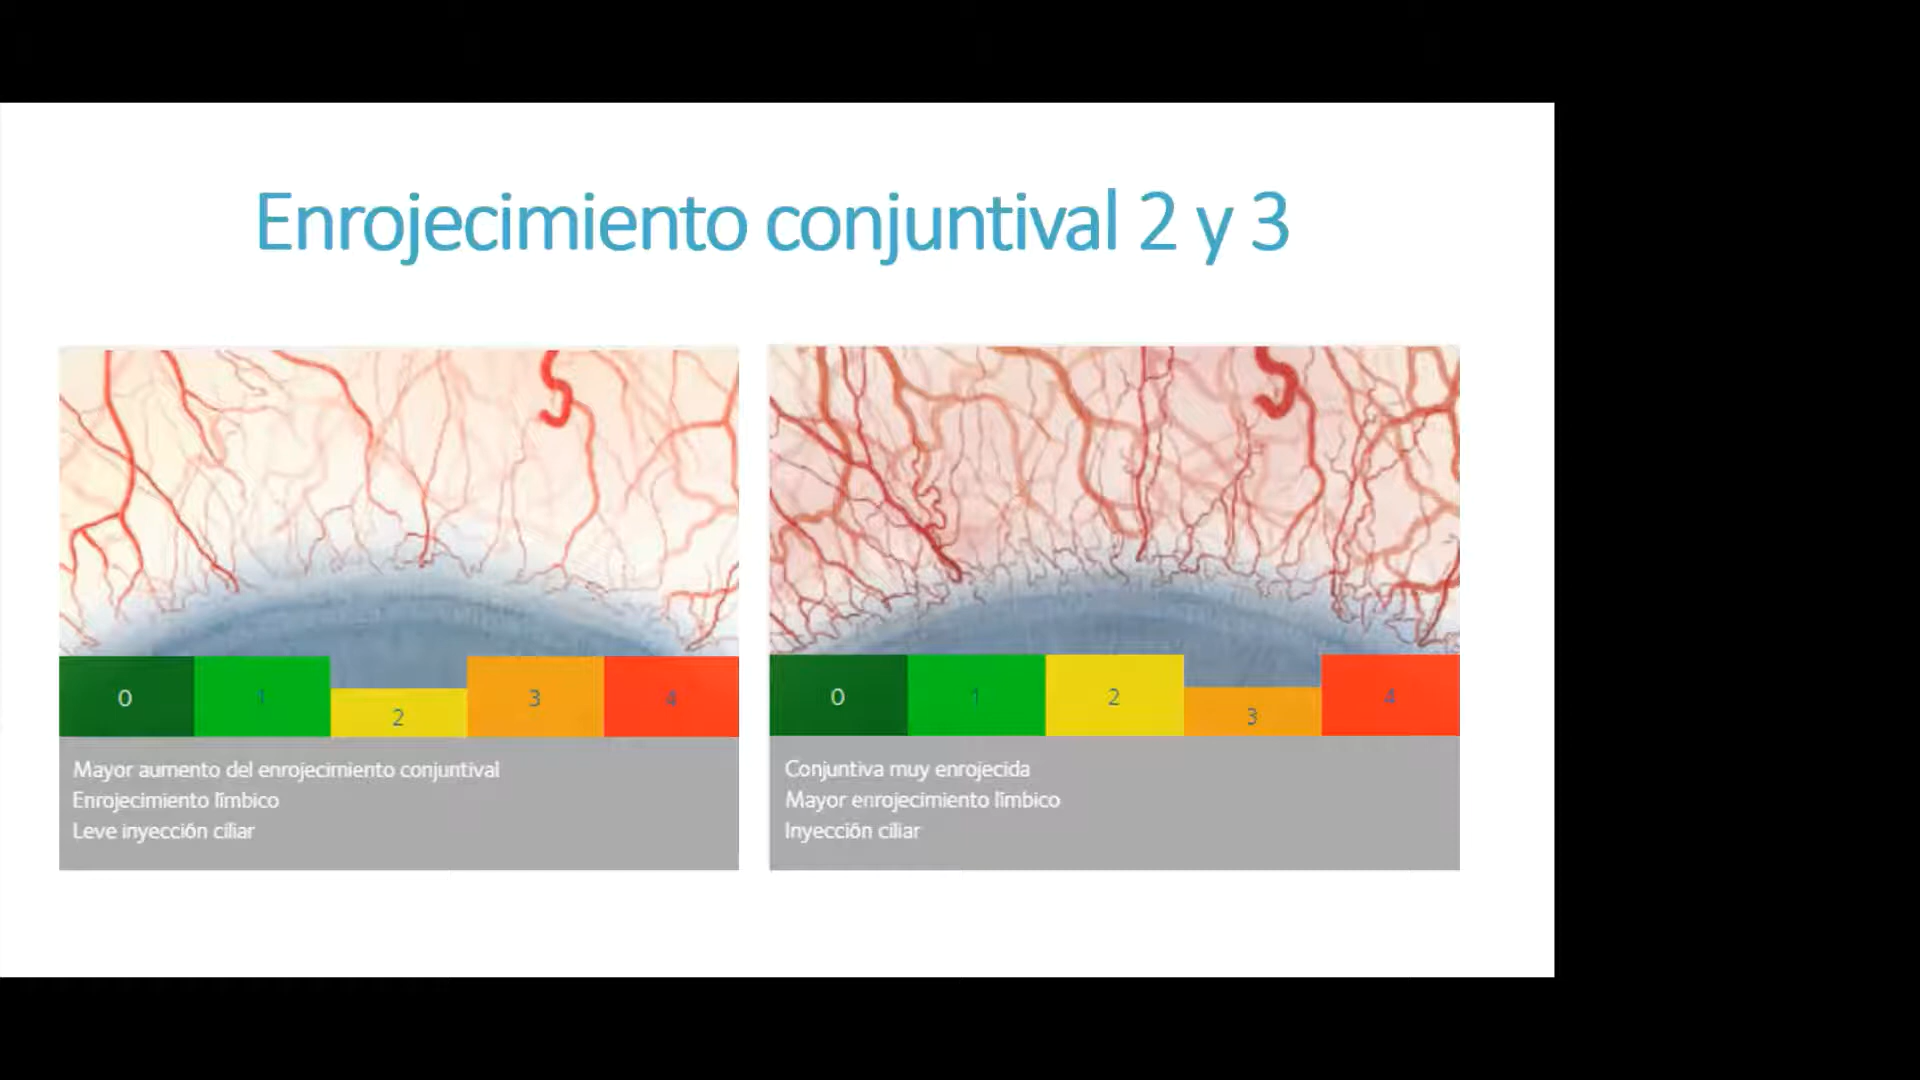 Enrojecimiento conjuntival 2 y 3
0 1 2 3 4
Mayor aumento del enrojecimiento conjuntival
Enrojecimiento límbico
Leve inyección ciliar
0 1 2 3 4
Conjuntiva muy enrojecida
Mayor enrojecimiento límbico
Inyección ciliar